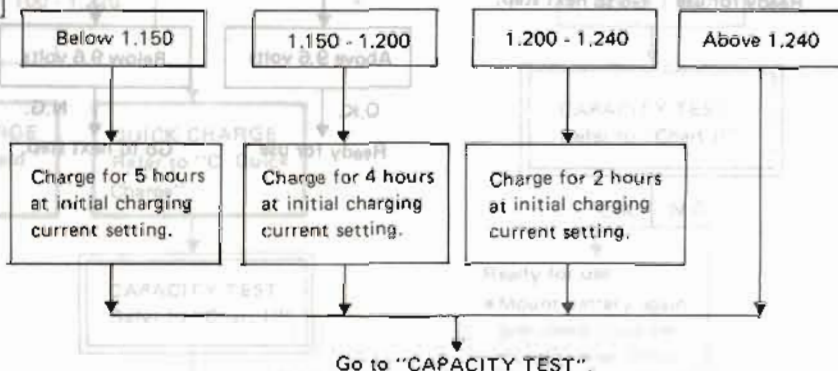 Below 1.150
1.150 - 1.200
1.200 - 1.240
Above 1.240
Charge for 5 hours
at initial charging
current setting.
Charge for 4 hours
at initial charging
current setting.
Charge for 2 hours
at initial charging
current setting.
Go to "CAPACITY TEST".